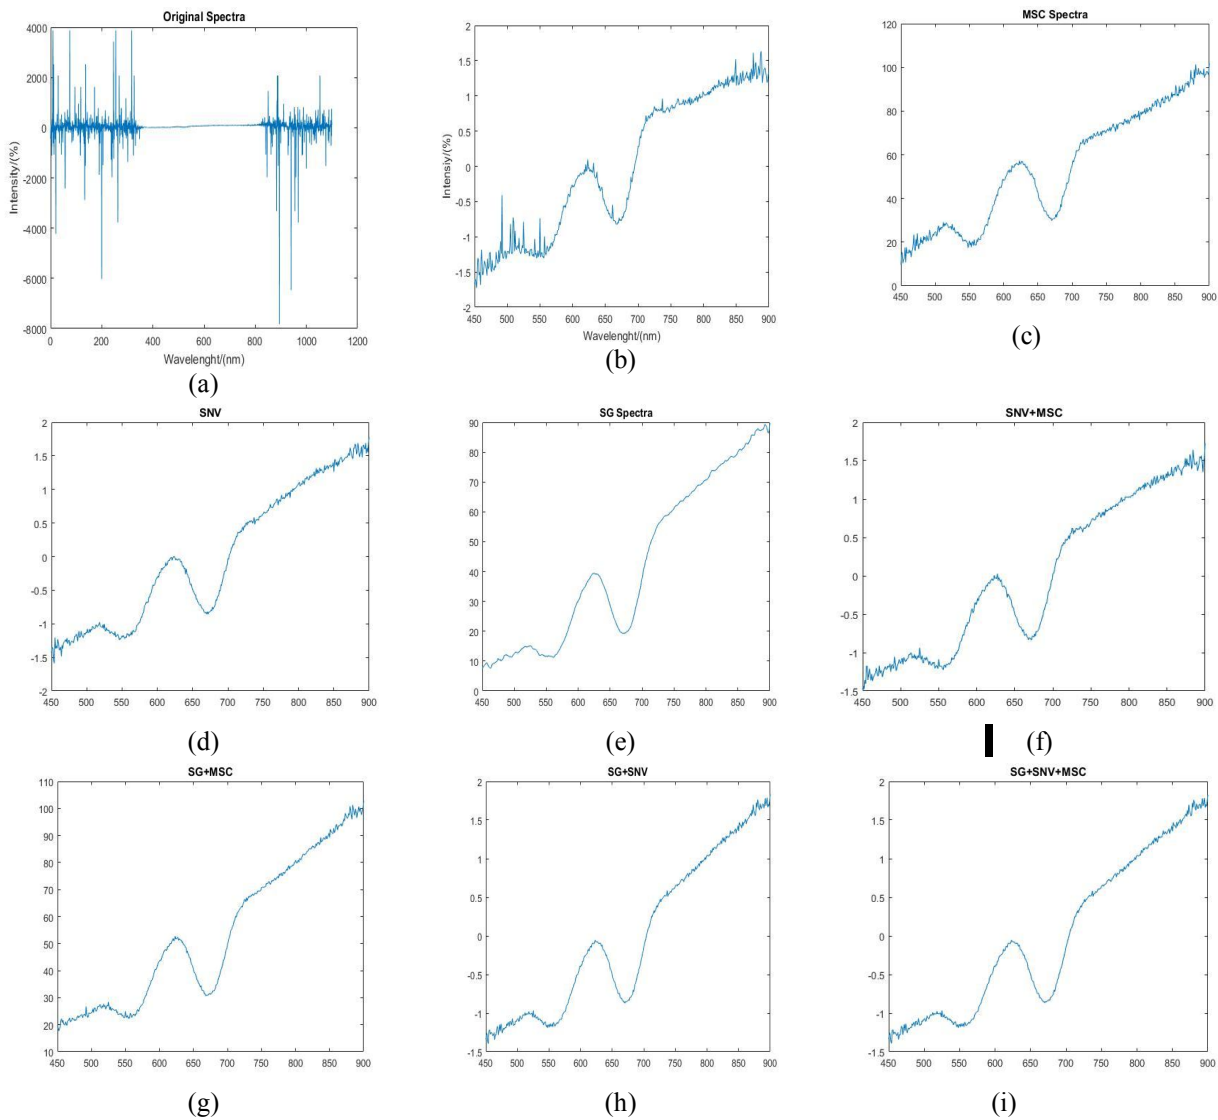 Original Spectra
4000
2000
0
-2000
-4000
-6000
-8000
Intensity/(%)
0 200 400 600 800 1000 1200
Wavelenght/(nm)
(a)
2
1.5
1
0.5
0
-0.5
-1
-1.5
-2
Intensiy/(%)
450 500 550 600 650 700 750 800 850 900
Wavelength/(nm)
(b)
MSC Spectra
120
100
80
60
40
20
0
450 500 550 600 650 700 750 800 850 900
(c)
SNV
2
1.5
1
0.5
0
-0.5
-1
-1.5
-2
450 500 550 600 650 700 750 800 850 900
(d)
SG Spectra
90
80
70
60
50
40
30
20
10
0
450 500 550 600 650 700 750 800 850 900
(e)
SNV+MSC
2
1.5
1
0.5
0
-0.5
-1
-1.5
450 500 550 600 650 700 750 800 850 900
(f)
SG+MSC
110
100
90
80
70
60
50
40
30
20
10
450 500 550 600 650 700 750 800 850 900
(g)
SG+SNV
2
1.5
1
0.5
0
-0.5
-1
-1.5
450 500 550 600 650 700 750 800 850 900
(h)
SG+SNV+MSC
2
1.5
1
0.5
0
-0.5
-1
-1.5
450 500 550 600 650 700 750 800 850 900
(i)